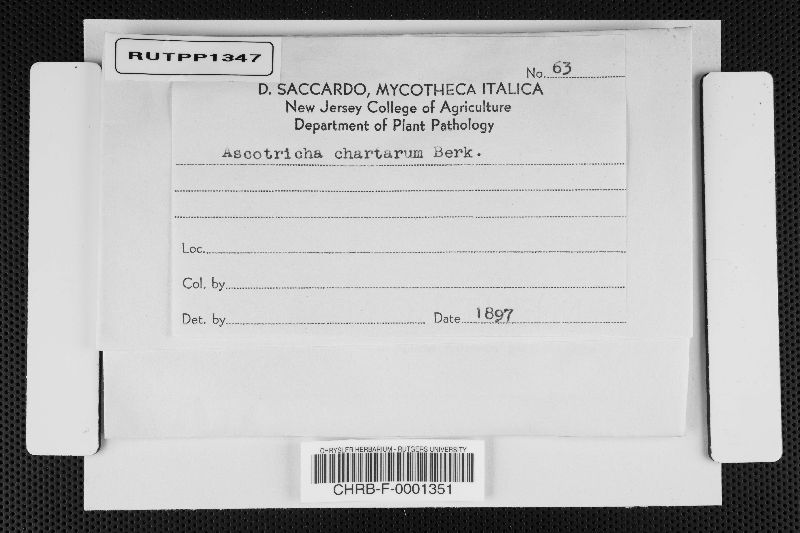 RUTPP1347
No. 63
D. SACCARDO, MYCOTHECA ITALICA
New Jersey College of Agriculture
Department of Plant Pathology
Ascotricha chartarum Berk.
Loc.
Col. by
Det. by Date 1897
CHRYSLER HERBARIUM - RUTGERS UNIVERSITY
CHRB-F-0001351